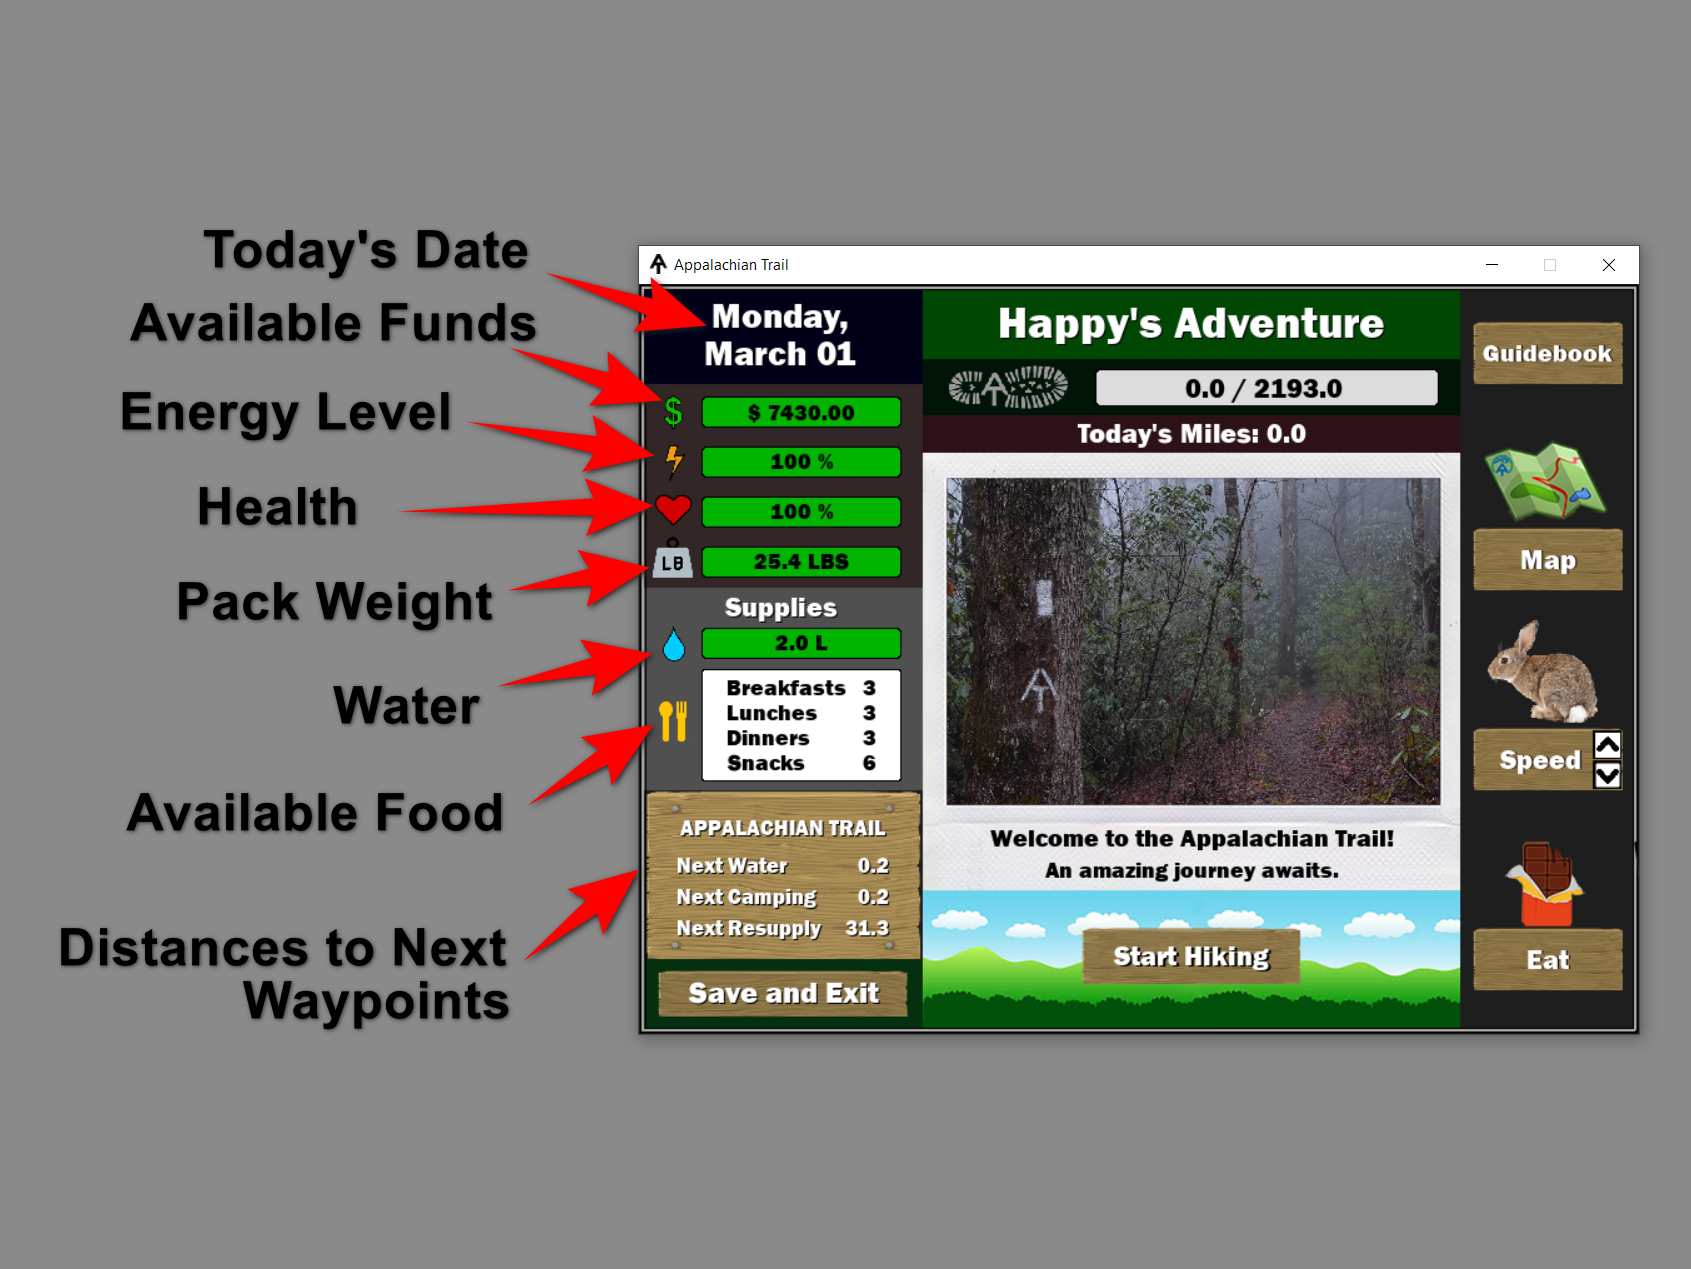 Today's Date
Available Funds
Energy Level
Health
Pack Weight
Water
Available Food
Distances to Next
Waypoints
Appalachian Trail
Monday,
March 01
$ 7430.00
100 %
100 %
LB
25.4 LBS
Supplies
2.0 L
Breakfasts 3
Lunches 3
Dinners 3
Snacks 6
APPALACHIAN TRAIL
Next Water 0.2
Next Camping 0.2
Next Resupply 31.3
Save and Exit
Happy's Adventure
0.0 / 2193.0
Today's Miles: 0.0
Welcome to the Appalachian Trail!
An amazing journey awaits.
Start Hiking
Guidebook
Map
Speed
Eat